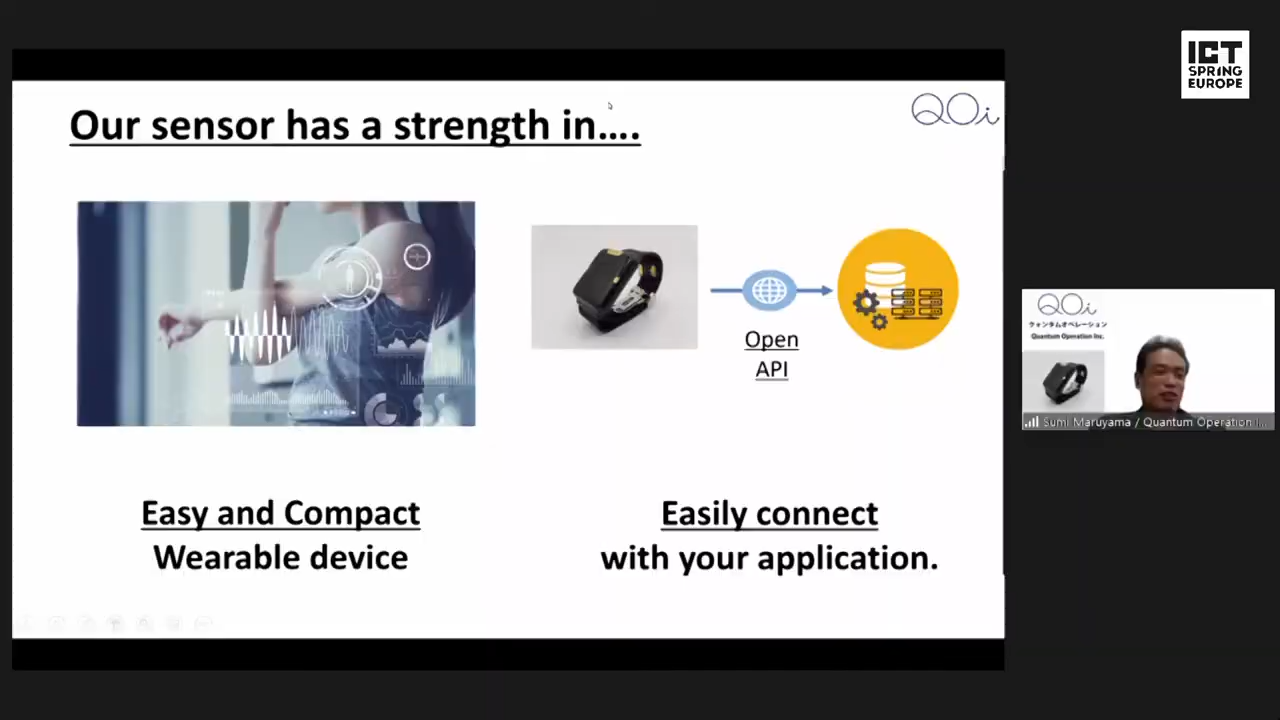 ICT
SPRING
EUROPE
Our sensor has a strength in....
QOi
Open
API
Easy and Compact
Wearable device
Easily connect
with your application.
QOi
クォンタムオペレーション
Quantum Operation Inc.
Sumi Maruyama / Quantum Operation I...